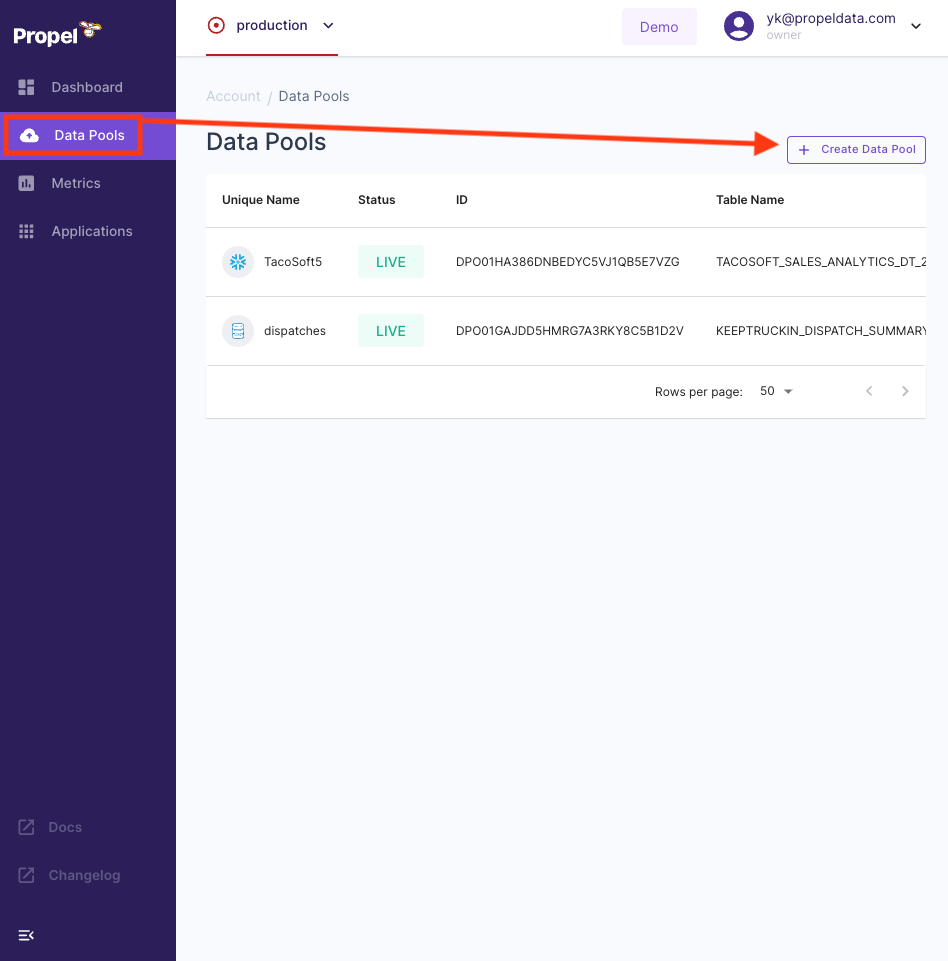 Propel
production
Demo
yk@propeldata.com
owner
Dashboard
Data Pools
Metrics
Applications
Docs
Changelog
Account / Data Pools
Data Pools
+ Create Data Pool
Unique Name Status ID Table Name
TacoSoft5 LIVE DPO01HA386DNBEDYC5VJ1QB5E7VZG TACOSOFT_SALES_ANALYTICS_DT_2
dispatches LIVE DPO01GAJDD5HMRG7A3RKY8C5B1D2V KEEPTRUCKIN_DISPATCH_SUMMARY
Rows per page: 50